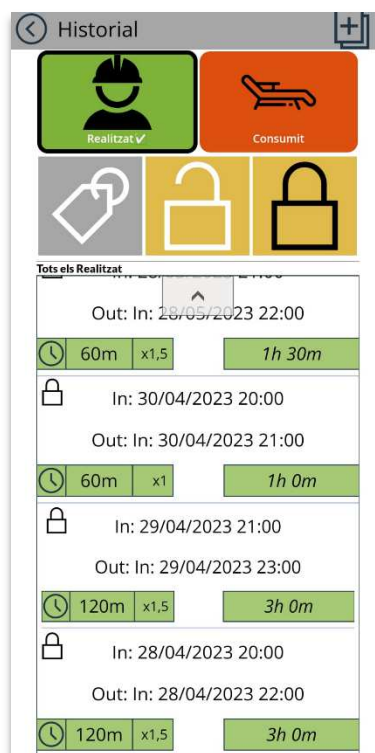 Historial
Realitzat
Consumit
Tots els Realitzat
Out: In: 28/05/2023 22:00
60m x1,5 1h 30m
In: 30/04/2023 20:00
Out: In: 30/04/2023 21:00
60m x1 1h 0m
In: 29/04/2023 21:00
Out: In: 29/04/2023 23:00
120m x1,5 3h 0m
In: 28/04/2023 20:00
Out: In: 28/04/2023 22:00
120m x1,5 3h 0m